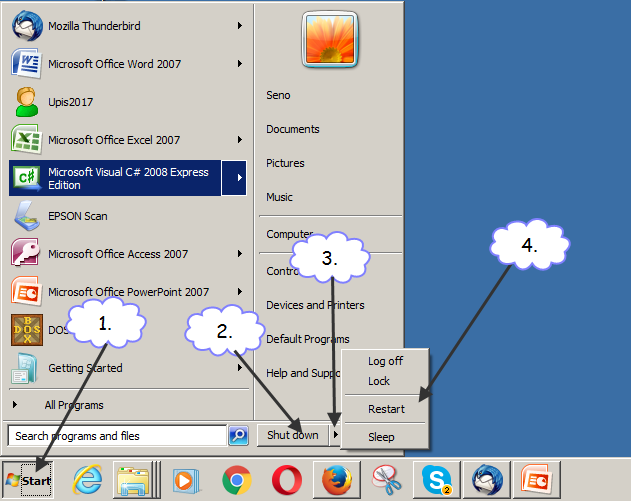 Mozilla Thunderbird
Microsoft Office Word 2007
Upis2017
Microsoft Office Excel 2007
Microsoft Visual C# 2008 Express
Edition
EPSON Scan
Microsoft Office Access 2007
Microsoft Office PowerPoint 2007
DOS
Getting Started
All Programs
Search programs and files
Seno
Documents
Pictures
Music
Computer
Contro
Devices and Printers
Default Programs
Help and Suppo
Shut down
Log off
Lock
Restart
Sleep
1.
2.
3.
4.
Start
C#
DOS
BOX
2